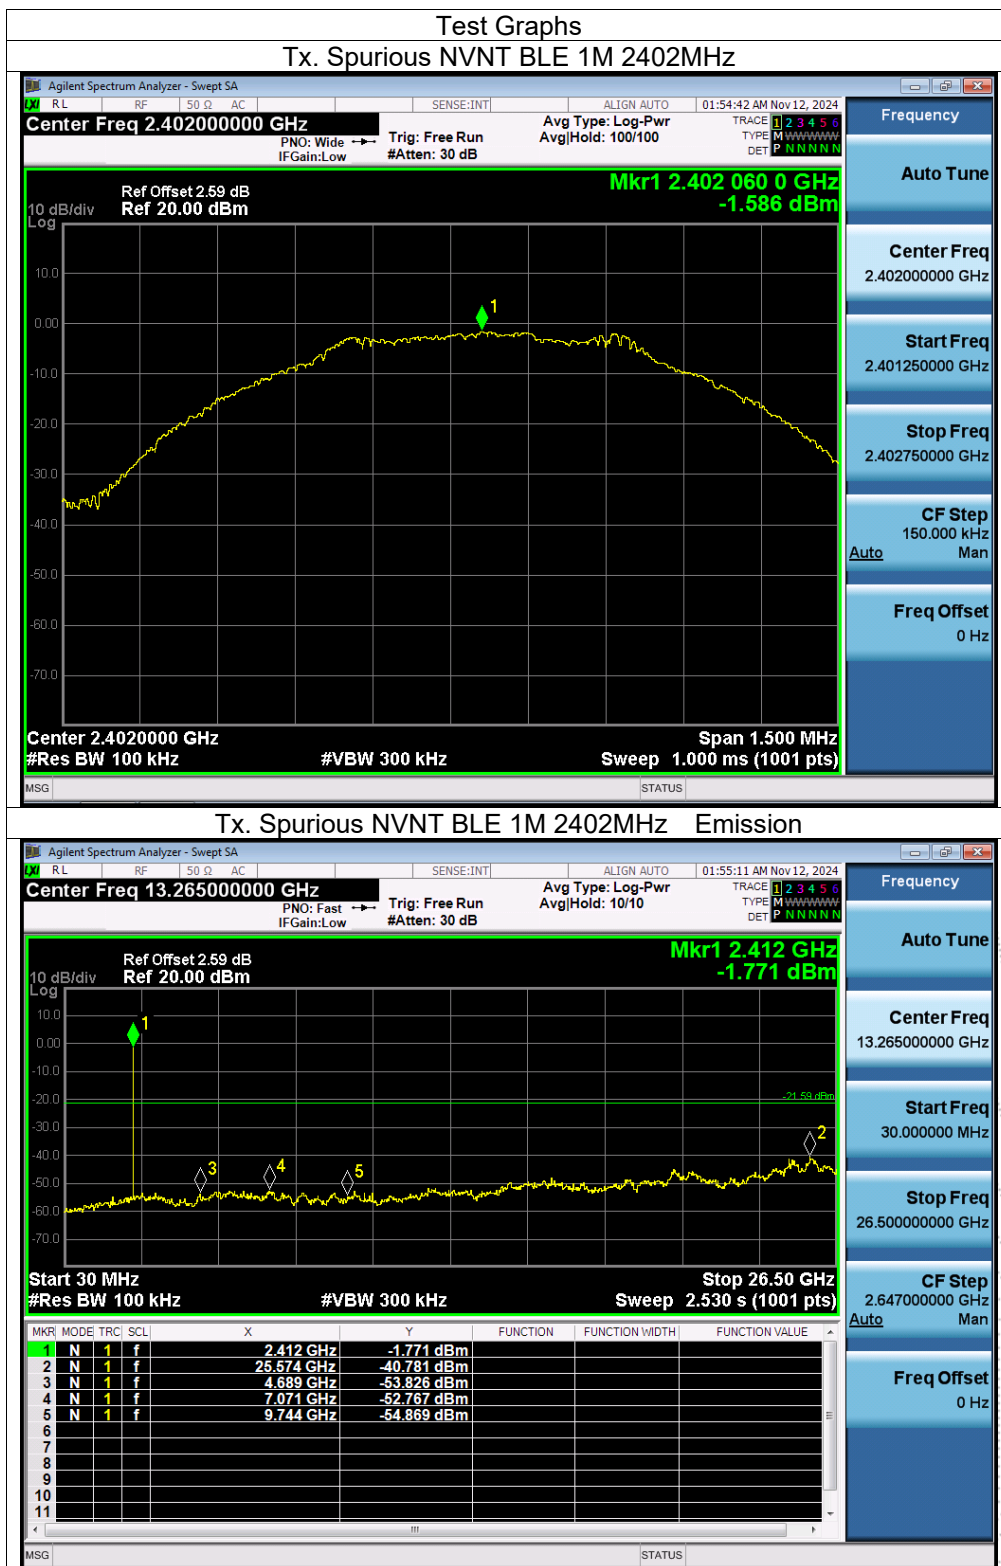 Test Graphs
Tx. Spurious NVNT BLE 1M 2402MHz
Agilent Spectrum Analyzer - Swept SA
LXI RL RF 50 Ω AC SENSE:INT ALIGN AUTO 01:54:42 AM Nov 12, 2024
Center Freq 2.402000000 GHz
PNO: Wide
IFGain:Low
Trig: Free Run
#Atten: 30 dB
Avg Type: Log-Pwr
Avg|Hold: 100/100
TRACE 1 2 3 4 5 6
TYPE M WWWWW
DET P N N N N N
Ref Offset 2.59 dB
10 dB/div Ref 20.00 dBm
Log
Mkr1 2.402 060 0 GHz
-1.586 dBm
1
10.0
0.00
-10.0
-20.0
-30.0
-40.0
-50.0
-60.0
-70.0
Center 2.4020000 GHz Span 1.500 MHz
#Res BW 100 kHz #VBW 300 kHz Sweep 1.000 ms (1001 pts)
MSG STATUS
Frequency
Auto Tune
Center Freq
2.402000000 GHz
Start Freq
2.401250000 GHz
Stop Freq
2.402750000 GHz
CF Step
150.000 kHz
Auto Man
Freq Offset
0 Hz
Tx. Spurious NVNT BLE 1M 2402MHz Emission
Agilent Spectrum Analyzer - Swept SA
LXI RL RF 50 Ω AC SENSE:INT ALIGN AUTO 01:55:11 AM Nov 12, 2024
Center Freq 13.265000000 GHz
PNO: Fast
IFGain:Low
Trig: Free Run
#Atten: 30 dB
Avg Type: Log-Pwr
Avg|Hold: 10/10
TRACE 1 2 3 4 5 6
TYPE M WWWWW
DET P N N N N N
Ref Offset 2.59 dB
10 dB/div Ref 20.00 dBm
Log
Mkr1 2.412 GHz
-1.771 dBm
10.0
0.00
-10.0
-20.0
-30.0
-40.0
-50.0
-60.0
-70.0
1
-21.59 dBm
2
3
4
5
Start 30 MHz Stop 26.50 GHz
#Res BW 100 kHz #VBW 300 kHz Sweep 2.530 s (1001 pts)
MKR MODE TRC SCL X Y FUNCTION FUNCTION WIDTH FUNCTION VALUE
1 N 1 f 2.412 GHz -1.771 dBm
2 N 1 f 25.574 GHz -40.781 dBm
3 N 1 f 4.689 GHz -53.826 dBm
4 N 1 f 7.071 GHz -52.767 dBm
5 N 1 f 9.744 GHz -54.869 dBm
6
7
8
9
10
11
MSG STATUS
Frequency
Auto Tune
Center Freq
13.265000000 GHz
Start Freq
30.000000 MHz
Stop Freq
26.500000000 GHz
CF Step
2.647000000 GHz
Auto Man
Freq Offset
0 Hz